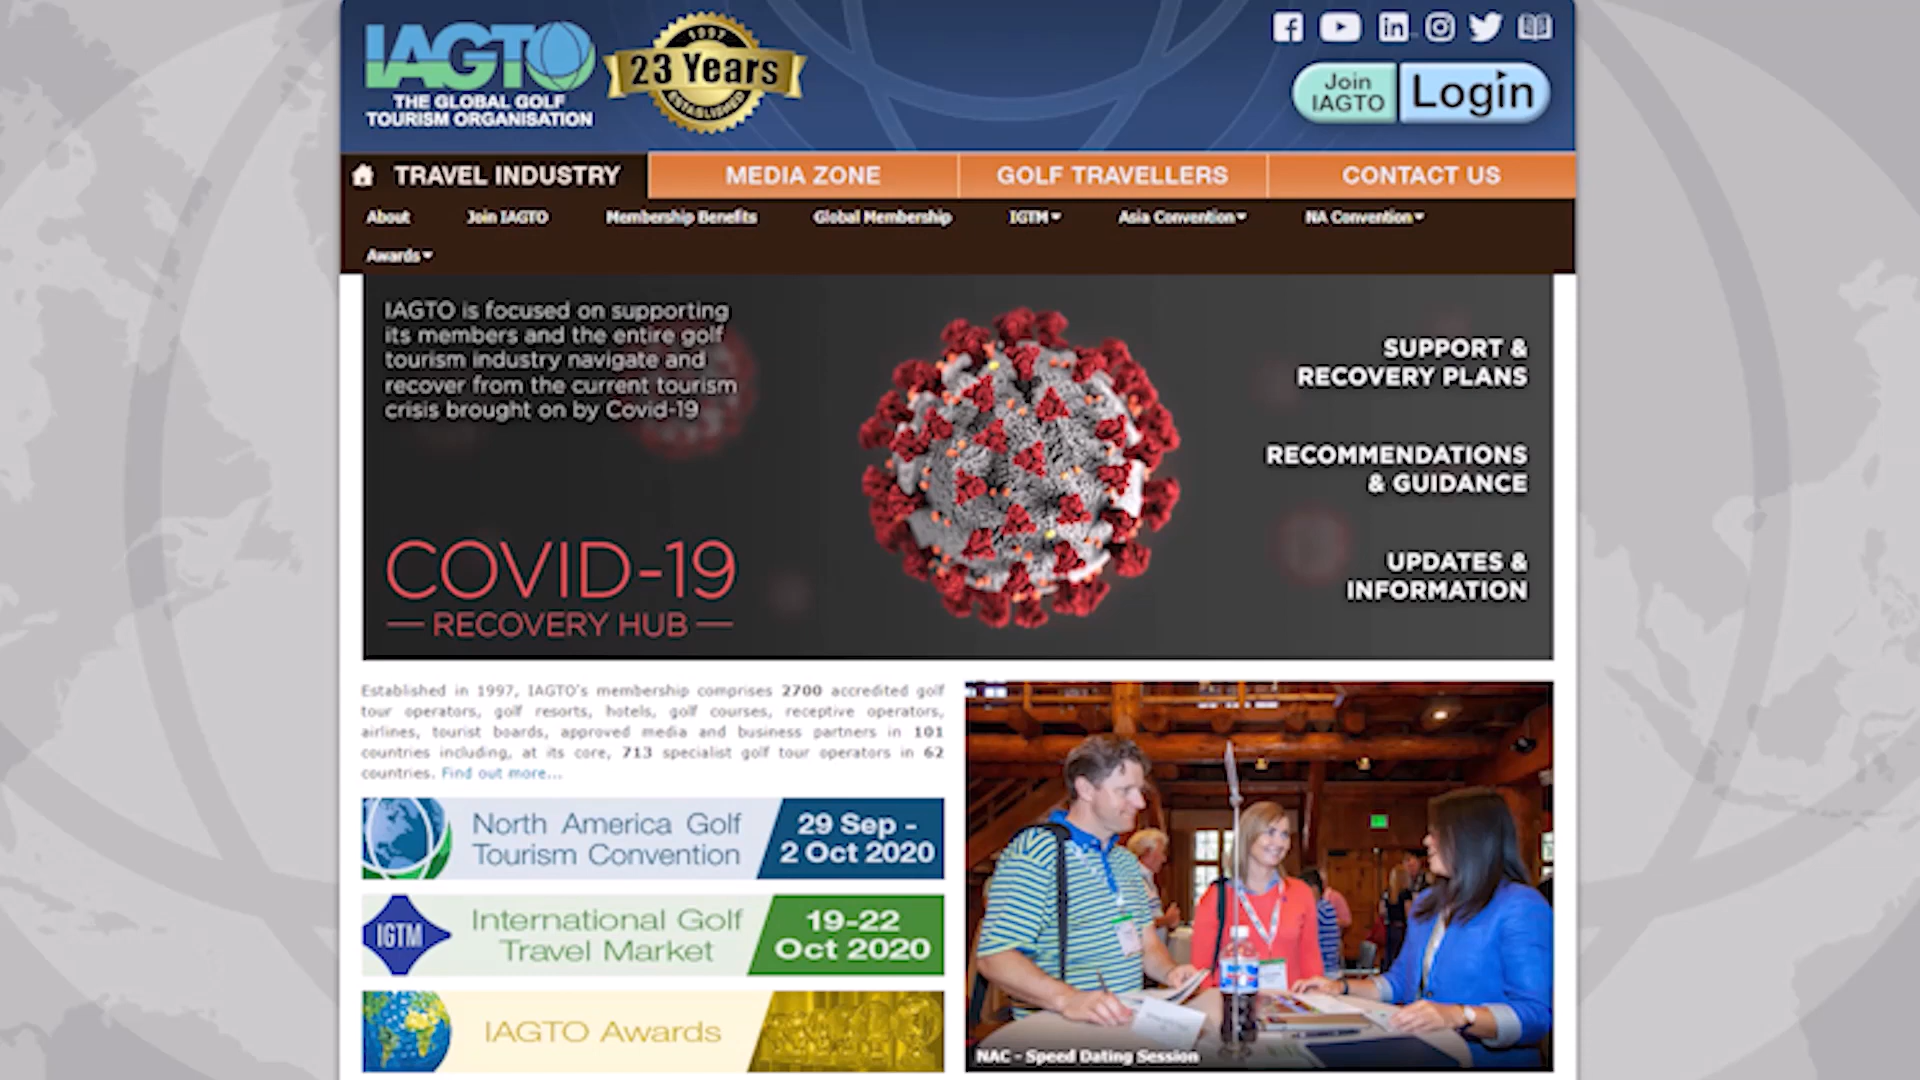 IAGTO
THE GLOBAL GOLF
TOURISM ORGANISATION
1997
23 Years
ESTABLISHED
Join
IAGTO
Login
TRAVEL INDUSTRY
MEDIA ZONE
GOLF TRAVELLERS
CONTACT US
About
Join IAGTO
Membership Benefits
Global Membership
IGTM
Asia Convention
NA Convention
Awards
IAGTO is focused on supporting
its members and the entire golf
tourism industry navigate and
recover from the current tourism
crisis brought on by Covid-19
COVID-19
RECOVERY HUB
SUPPORT &
RECOVERY PLANS
RECOMMENDATIONS
& GUIDANCE
UPDATES &
INFORMATION
Established in 1997, IAGTO's membership comprises 2700 accredited golf
tour operators, golf resorts, hotels, golf courses, receptive operators,
airlines, tourist boards, approved media and business partners in 101
countries including, at its core, 713 specialist golf tour operators in 62
countries. Find out more...
North America Golf
Tourism Convention
29 Sep -
2 Oct 2020
IGTM
International Golf
Travel Market
19-22
Oct 2020
IAGTO Awards
NAC - Speed Dating Session